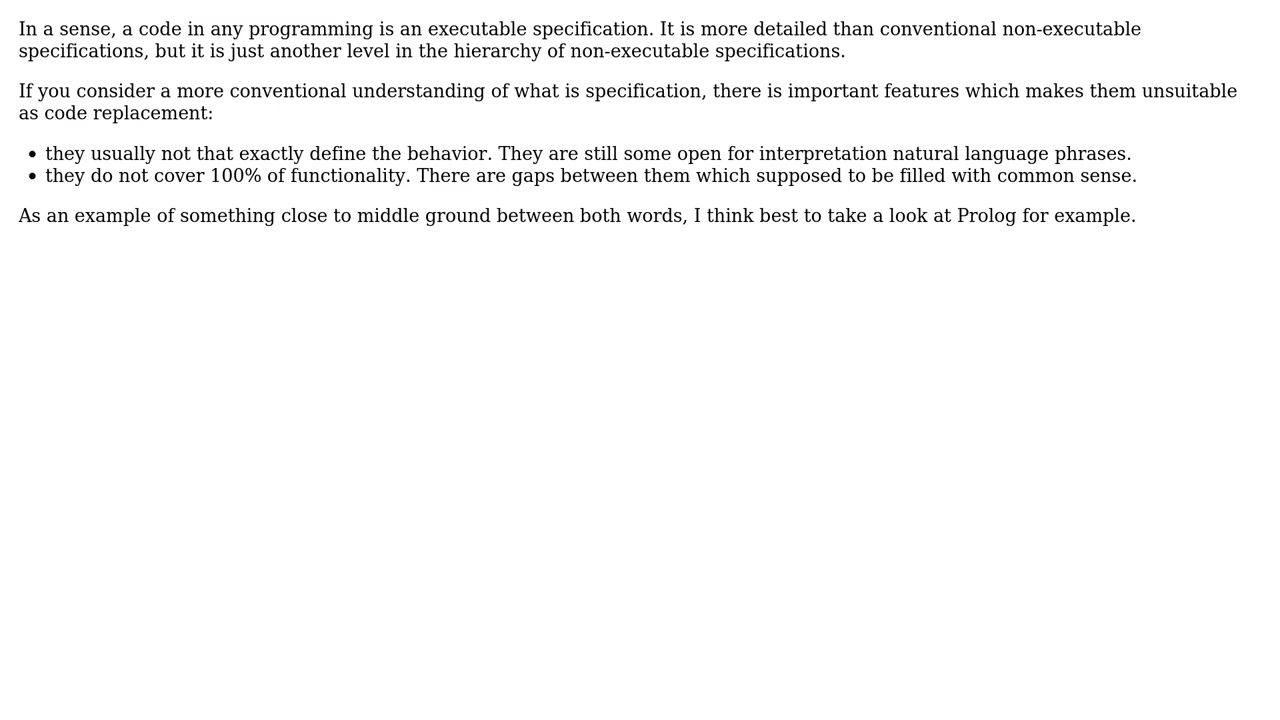 In a sense, a code in any programming is an executable specification. It is more detailed than conventional non-executable
specifications, but it is just another level in the hierarchy of non-executable specifications.
If you consider a more conventional understanding of what is specification, there is important features which makes them unsuitable
as code replacement:
• they usually not that exactly define the behavior. They are still some open for interpretation natural language phrases.
• they do not cover 100% of functionality. There are gaps between them which supposed to be filled with common sense.
As an example of something close to middle ground between both words, I think best to take a look at Prolog for example.